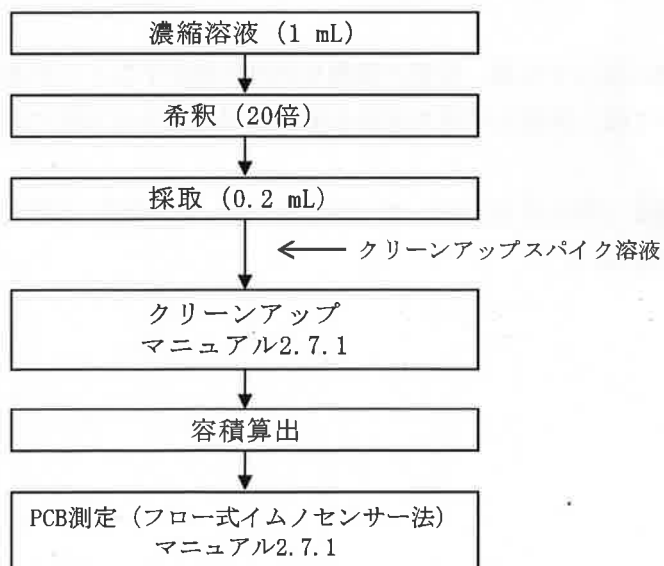 濃縮溶液 (1 mL)
希釈 (20倍)
採取 (0.2 mL)
クリーンアップスパイク溶液
クリーンアップ
マニュアル2.7.1
容積算出
PCB測定 (フロー式イムノセンサー法)
マニュアル2.7.1